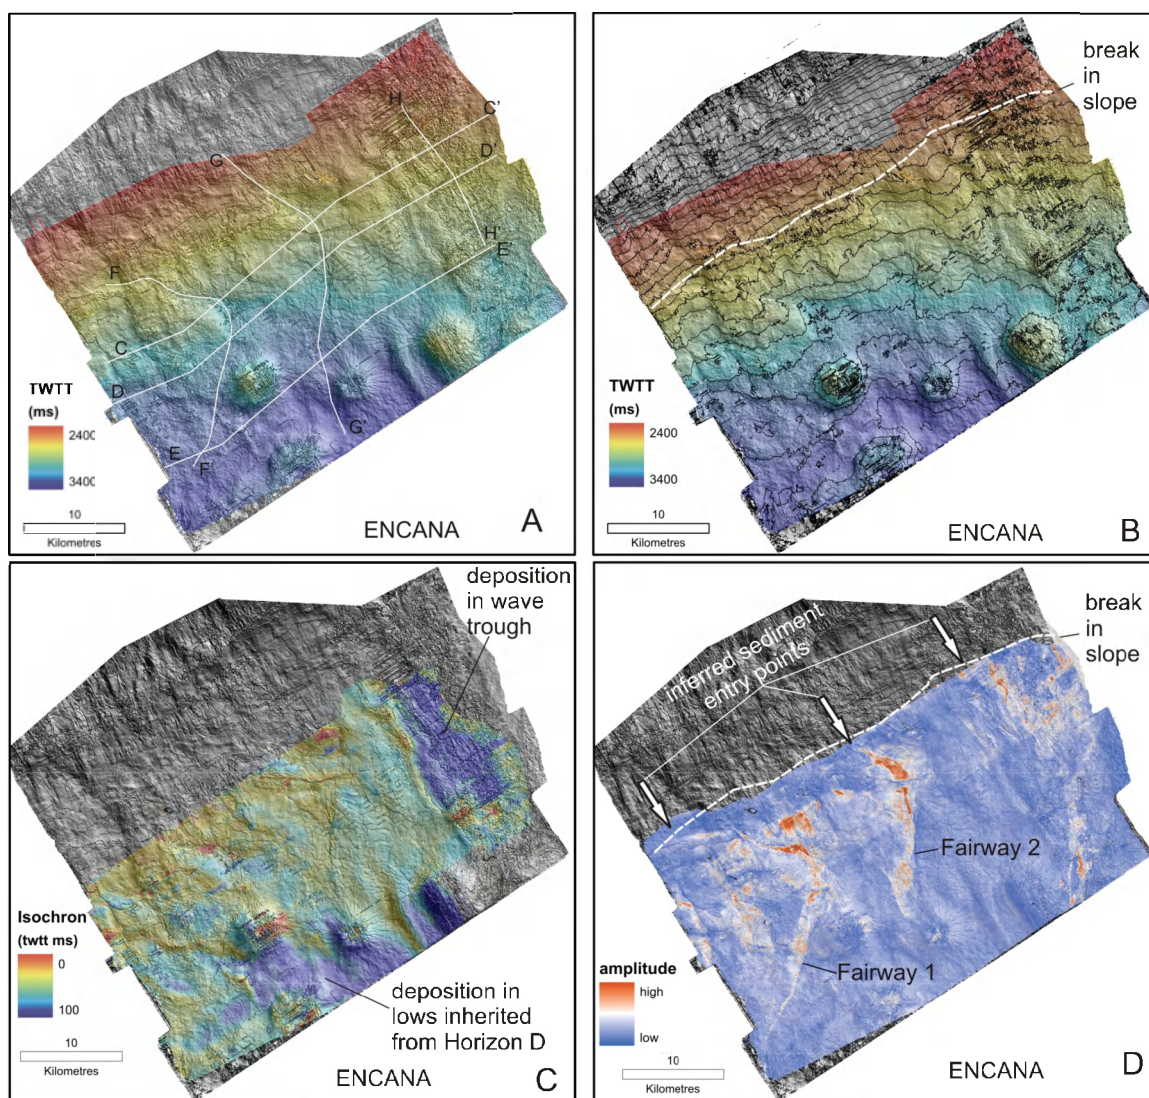 H
C'
G
D'
H'
E'
F
C
D
E
F'
G'
TWTT
(ms)
2400
3400
10
Kilometres
ENCANA
A
break
in
slope
TWTT
(ms)
2400
3400
10
Kilometres
ENCANA
B
deposition
in wave
trough
Isochron
(twtt ms)
0
100
10
Kilometres
deposition in
lows inherited
from Horizon D
ENCANA
C
inferred sediment
entry points
break
in
slope
Fairway 2
Fairway 1
amplitude
high
low
10
Kilometres
ENCANA
D